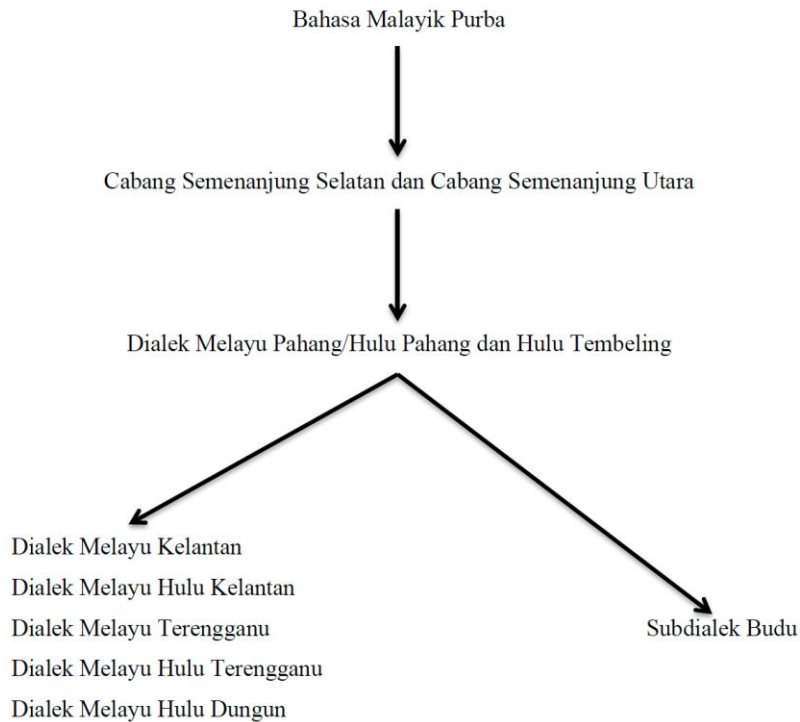 Bahasa Malayik Purba
Cabang Semenanjung Selatan dan Cabang Semenanjung Utara
Dialek Melayu Pahang/Hulu Pahang dan Hulu Tembeling
Dialek Melayu Kelantan
Dialek Melayu Hulu Kelantan
Dialek Melayu Terengganu
Subdialek Budu
Dialek Melayu Hulu Terengganu
Dialek Melayu Hulu Dungun